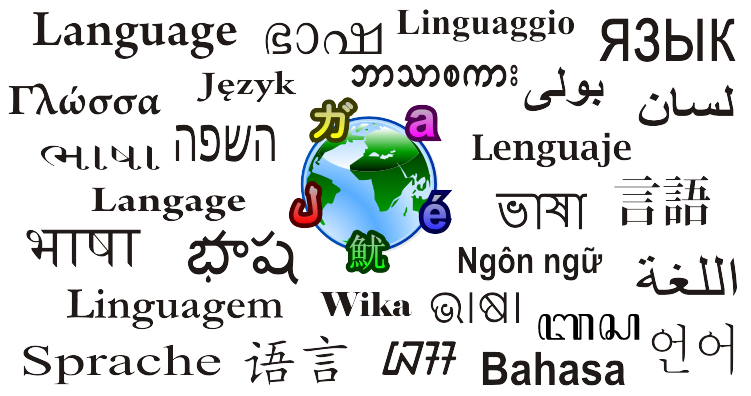 Language
ഭാഷ
Linguaggio
ЯЗЫК
Γλώσσα
Język
ဘာသာစကား
بولی
لسان
ભાષા
השפה
ガ
a
Lenguaje
Langage
é
ভাষা
言語
भाषा
భాష
魷
Ngôn ngữ
اللغة
Linguagem
Wika
ଭାଷା
언어
Sprache
语言
Bahasa